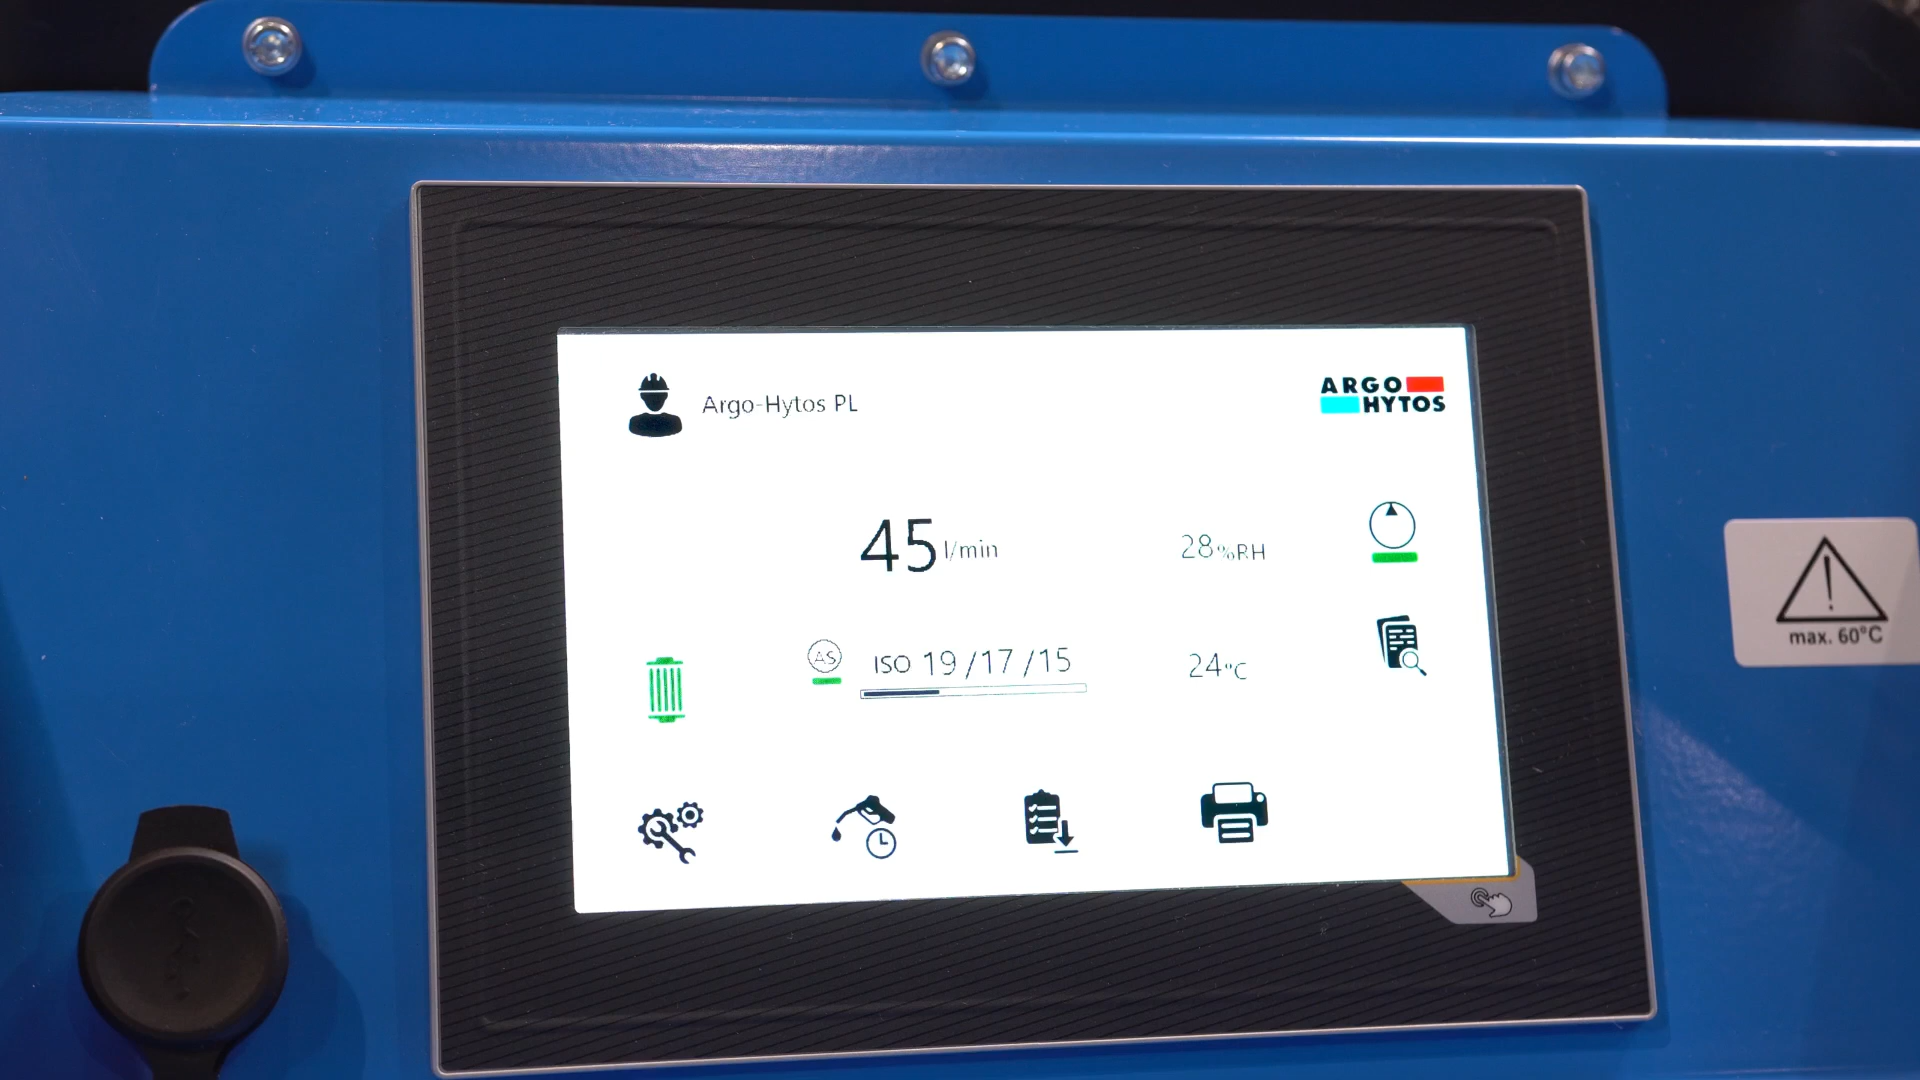 Argo-Hytos PL
ARGO
HYTOS
45 l/min
28 %RH
AS
ISO 19/17/15
24 °C
max. 60°C